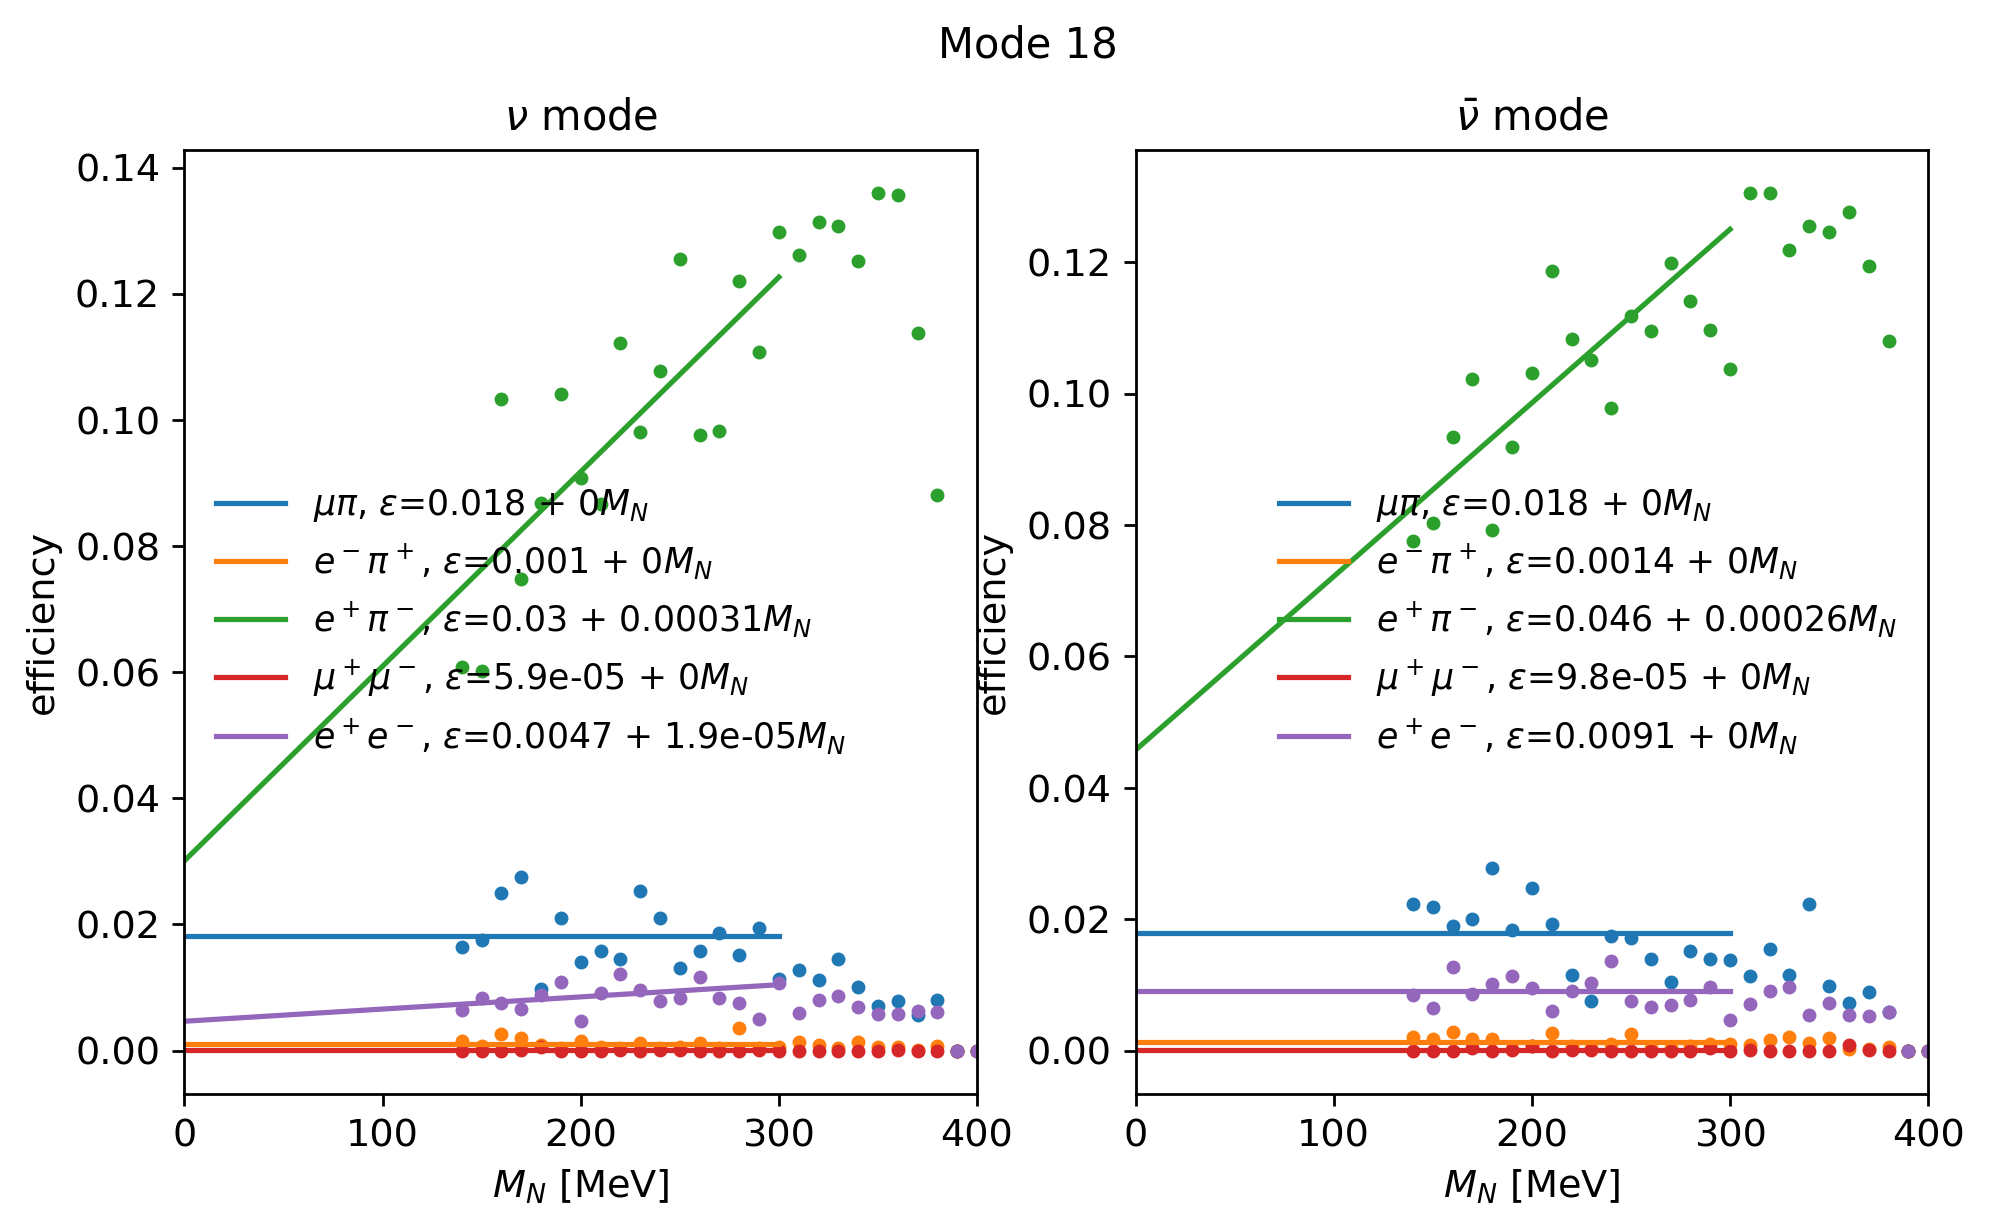 Mode 18
ν mode
0.14
0.12
0.10
0.08
0.06
0.04
0.02
0.00
efficiency
μπ, ε=0.018 + 0M_N
e⁻π⁺, ε=0.001 + 0M_N
e⁺π⁻, ε=0.03 + 0.00031M_N
μ⁺μ⁻, ε=5.9e-05 + 0M_N
e⁺e⁻, ε=0.0047 + 1.9e-05M_N
0 100 200 300 400
M_N [MeV]
ν̄ mode
0.12
0.10
0.08
0.06
0.04
0.02
0.00
efficiency
μπ, ε=0.018 + 0M_N
e⁻π⁺, ε=0.0014 + 0M_N
e⁺π⁻, ε=0.046 + 0.00026M_N
μ⁺μ⁻, ε=9.8e-05 + 0M_N
e⁺e⁻, ε=0.0091 + 0M_N
0 100 200 300 400
M_N [MeV]